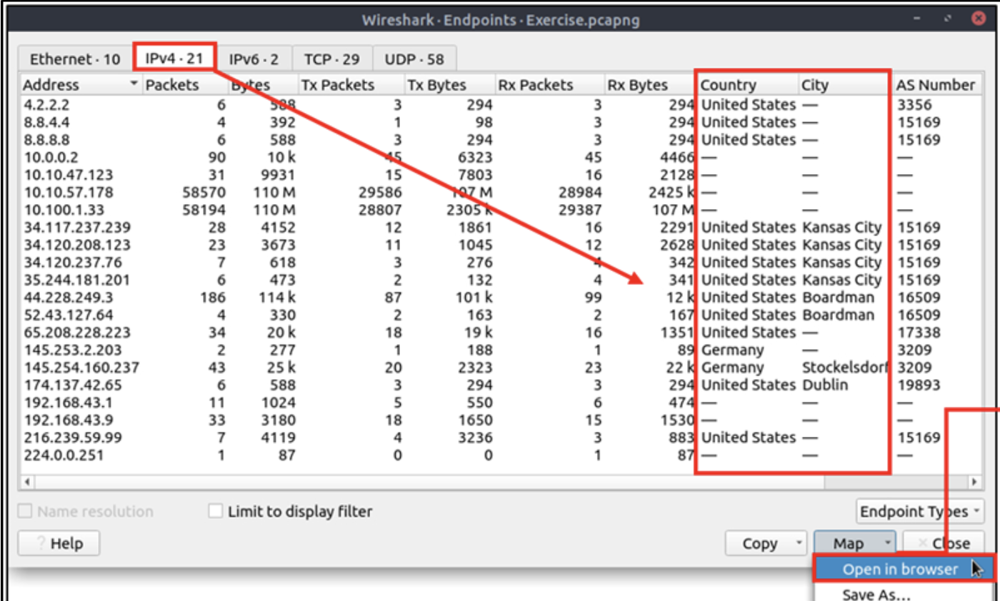 Wireshark · Endpoints · Exercise.pcapng
Ethernet · 10 IPv4 · 21 IPv6 · 2 TCP · 29 UDP · 58
Address Packets Bytes Tx Packets Tx Bytes Rx Packets Rx Bytes Country City AS Number
4.2.2.2 6 588 3 294 3 294 United States — 3356
8.8.4.4 4 392 1 98 3 294 United States — 15169
8.8.8.8 6 588 3 294 3 294 United States — 15169
10.0.0.2 90 10 k 45 6323 45 4466 — — —
10.10.47.123 31 9931 15 7803 16 2128 — — —
10.10.57.178 58570 110 M 29586 107 M 28984 2425 k — — —
10.100.1.33 58194 110 M 28807 2305 k 29387 107 M — — —
34.117.237.239 28 4152 12 1861 16 2291 United States Kansas City 15169
34.120.208.123 23 3673 11 1045 12 2628 United States Kansas City 15169
34.120.237.76 7 618 3 276 4 342 United States Kansas City 15169
35.244.181.201 6 473 2 132 4 341 United States Kansas City 15169
44.228.249.3 186 114 k 87 101 k 99 12 k United States Boardman 16509
52.43.127.64 4 330 2 163 2 167 United States Boardman 16509
65.208.228.223 34 20 k 18 19 k 16 1351 United States — 17338
145.253.2.203 2 277 1 188 1 89 Germany — 3209
145.254.160.237 43 25 k 20 2323 23 22 k Germany Stockelsdorf 3209
174.137.42.65 6 588 3 294 3 294 United States Dublin 19893
192.168.43.1 11 1024 5 550 6 474 — — —
192.168.43.9 33 3180 18 1650 15 1530 — — —
216.239.59.99 7 4119 4 3236 3 883 United States — 15169
224.0.0.251 1 87 0 0 1 87 — — —
Name resolution Limit to display filter Endpoint Types
? Help Copy Map × Close
Open in browser
Save As...